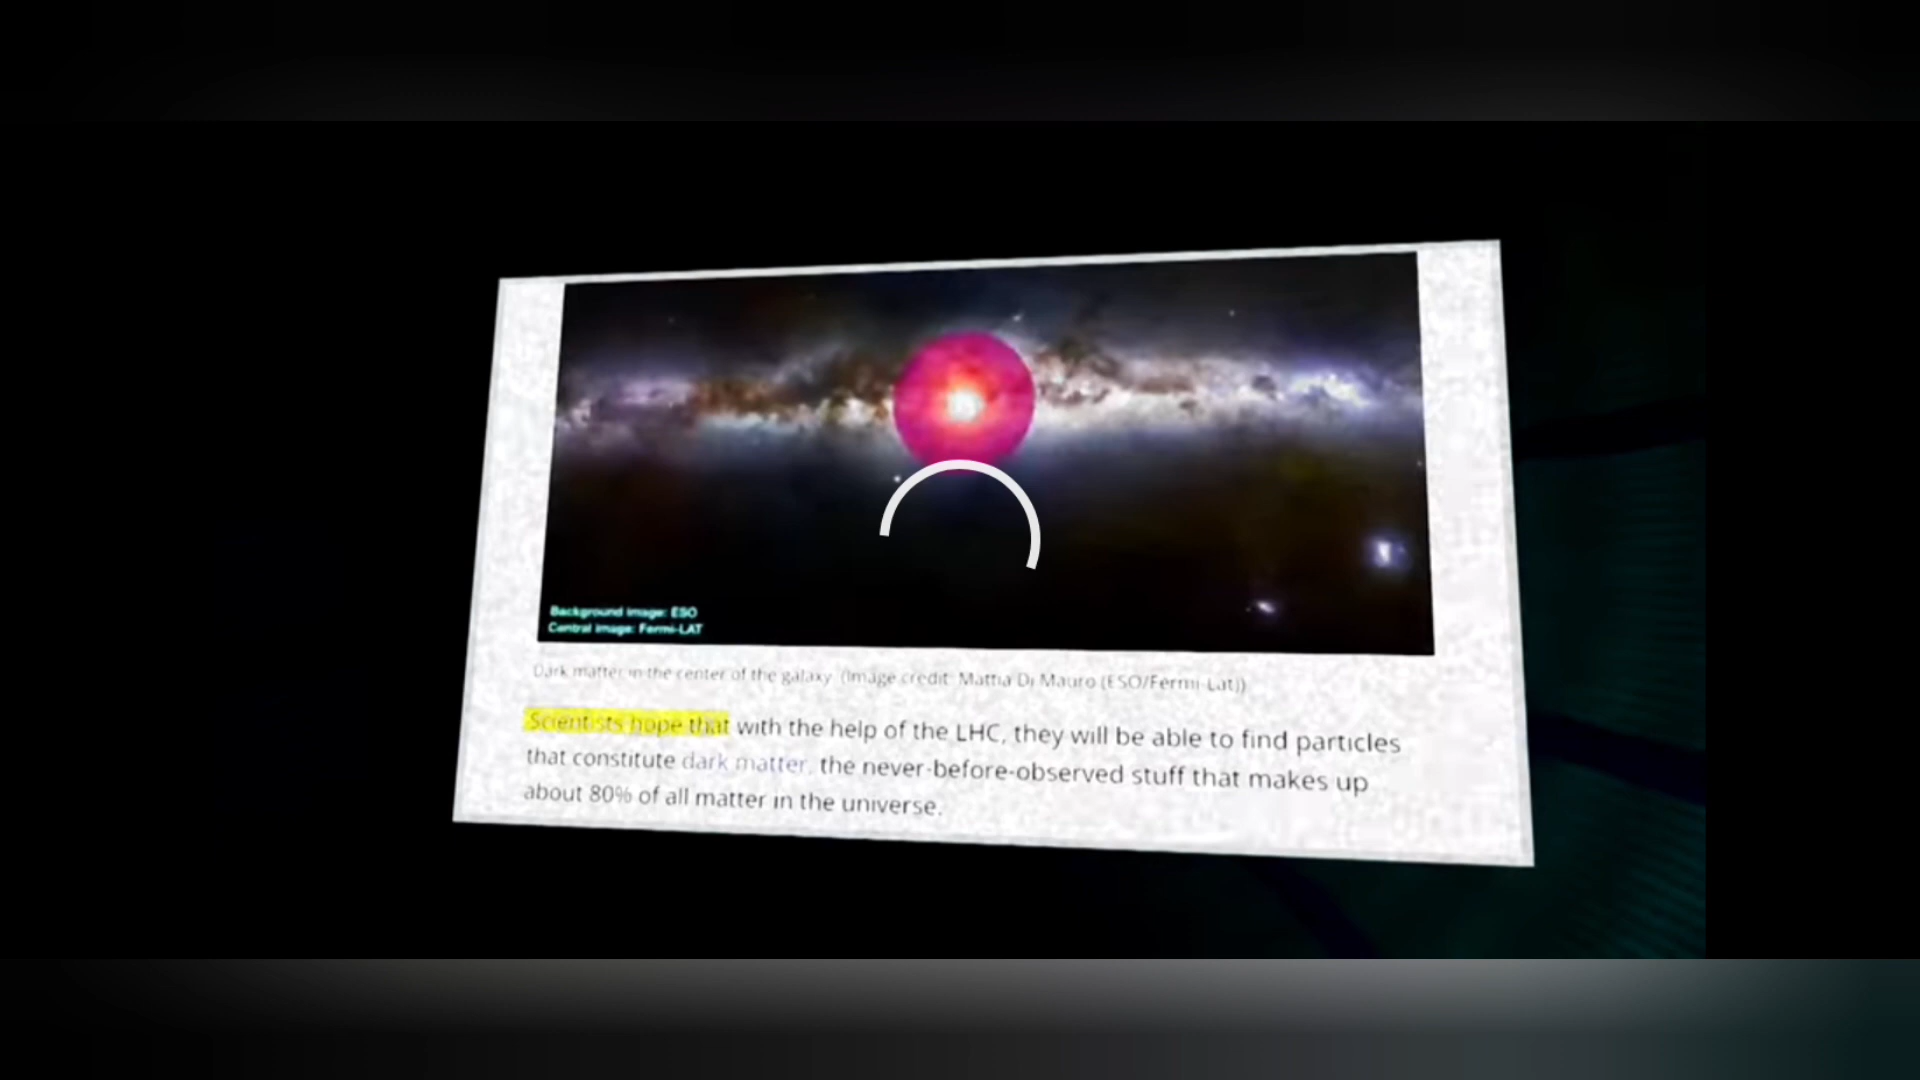 Background image: ESO
Central image: Fermi-LAT
Dark matter in the center of the galaxy. (Image credit: Mattia Di Mauro (ESO/Fermi-Lat))
Scientists hope that with the help of the LHC, they will be able to find particles
that constitute dark matter, the never-before-observed stuff that makes up
about 80% of all matter in the universe.